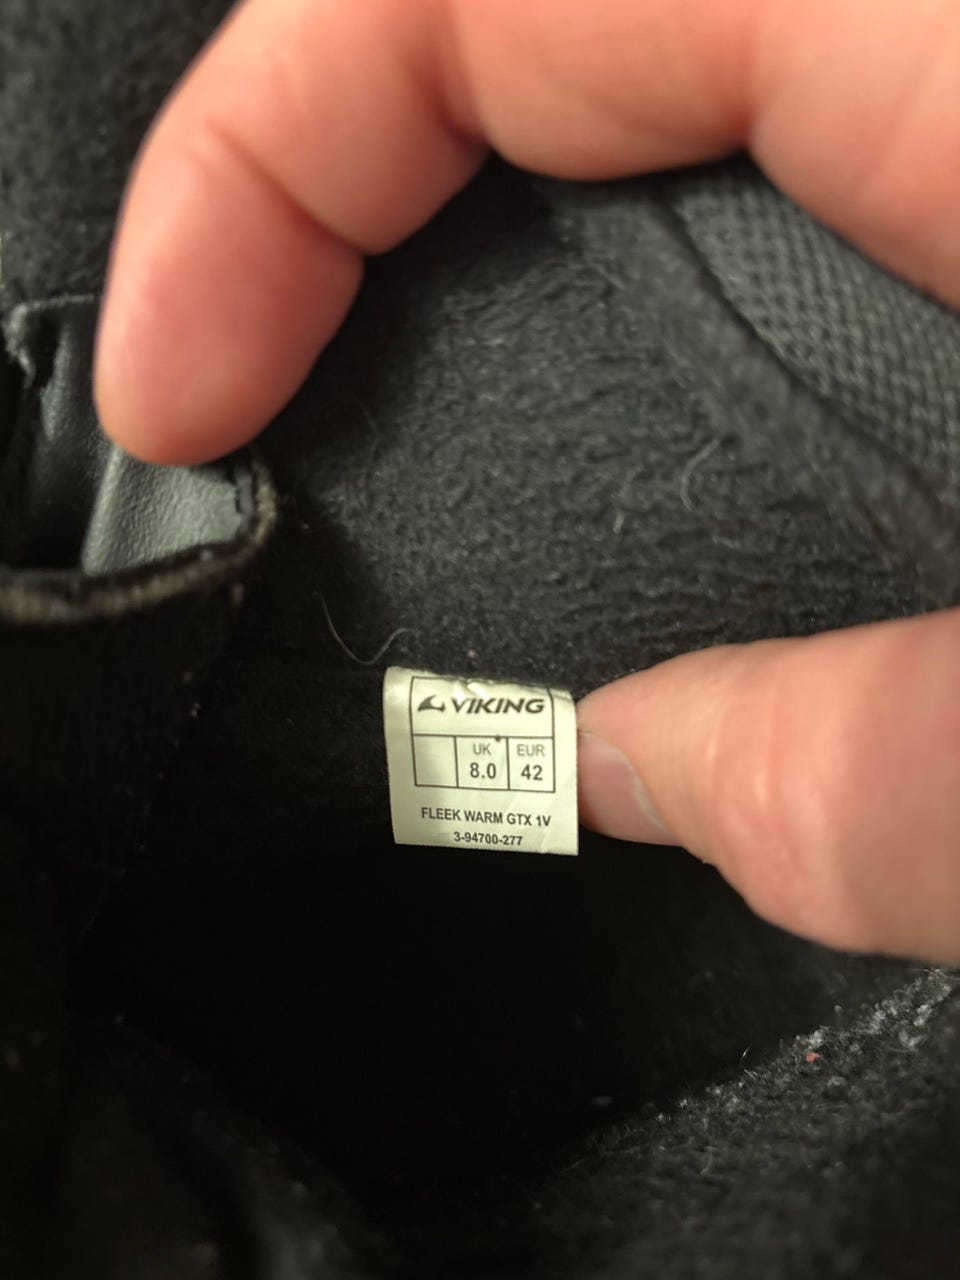 VIKING
UK EUR
8.0 42
FLEEK WARM GTX 1V
3-94700-277